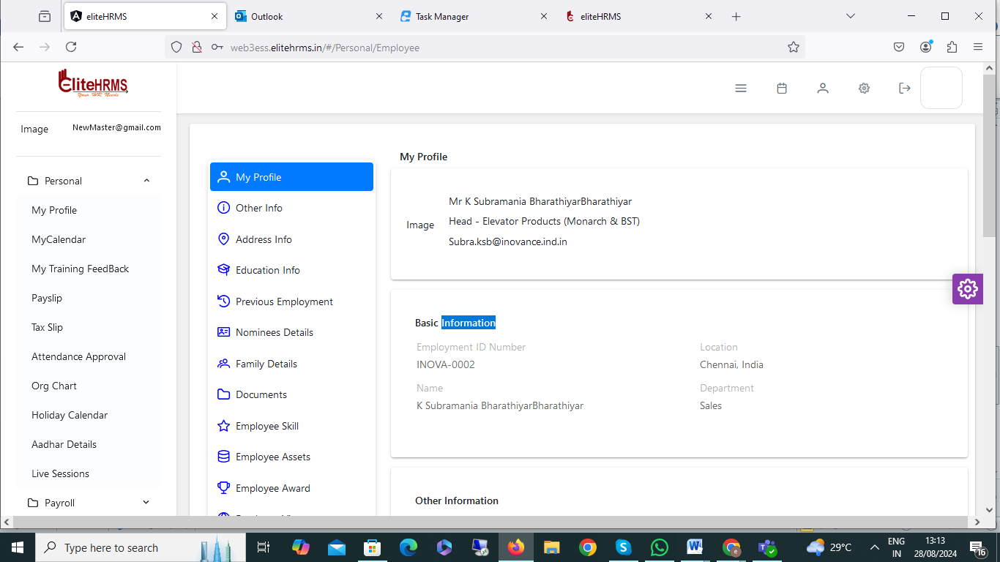 eliteHRMS
Outlook
Task Manager
eliteHRMS
web3ess.elitehrms.in/#/Personal/Employee
EliteHRMS
Your HR Needs
Image
NewMaster@gmail.com
Personal
My Profile
MyCalendar
My Training FeedBack
Payslip
Tax Slip
Attendance Approval
Org Chart
Holiday Calendar
Aadhar Details
Live Sessions
Payroll
My Profile
Other Info
Address Info
Education Info
Previous Employment
Nominees Details
Family Details
Documents
Employee Skill
Employee Assets
Employee Award
My Profile
Image
Mr K Subramania BharathiyarBharathiyar
Head - Elevator Products (Monarch & BST)
Subra.ksb@inovance.ind.in
Basic Information
Employment ID Number
INOVA-0002
Location
Chennai, India
Name
K Subramania BharathiyarBharathiyar
Department
Sales
Other Information
Type here to search
29°C
ENG
IN
13:13
28/08/2024
16